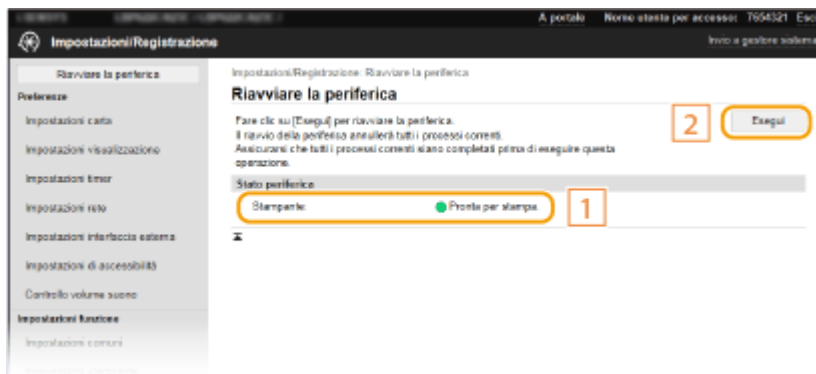 A portale Nome utente per accesso: 7654321 Esci
Impostazioni/Registrazione Invio a gestore sistema
Riavviare la periferica
Preferenze
Impostazioni carta
Impostazioni visualizzazione
Impostazioni timer
Impostazioni rete
Impostazioni interfaccia esterna
Impostazioni di accessibilità
Controllo volume suono
Impostazioni funzione
Impostazioni comuni
Impostazioni/Registrazione: Riavviare la periferica
Riavviare la periferica
Fare clic su [Esegui] per riavviare la periferica.
Il riavvio della periferica annullerà tutti i processi correnti.
Assicurarsi che tutti i processi correnti siano completati prima di eseguire questa
operazione.
2 Esegui
Stato periferica
Stampante: Pronta per stampa. 1